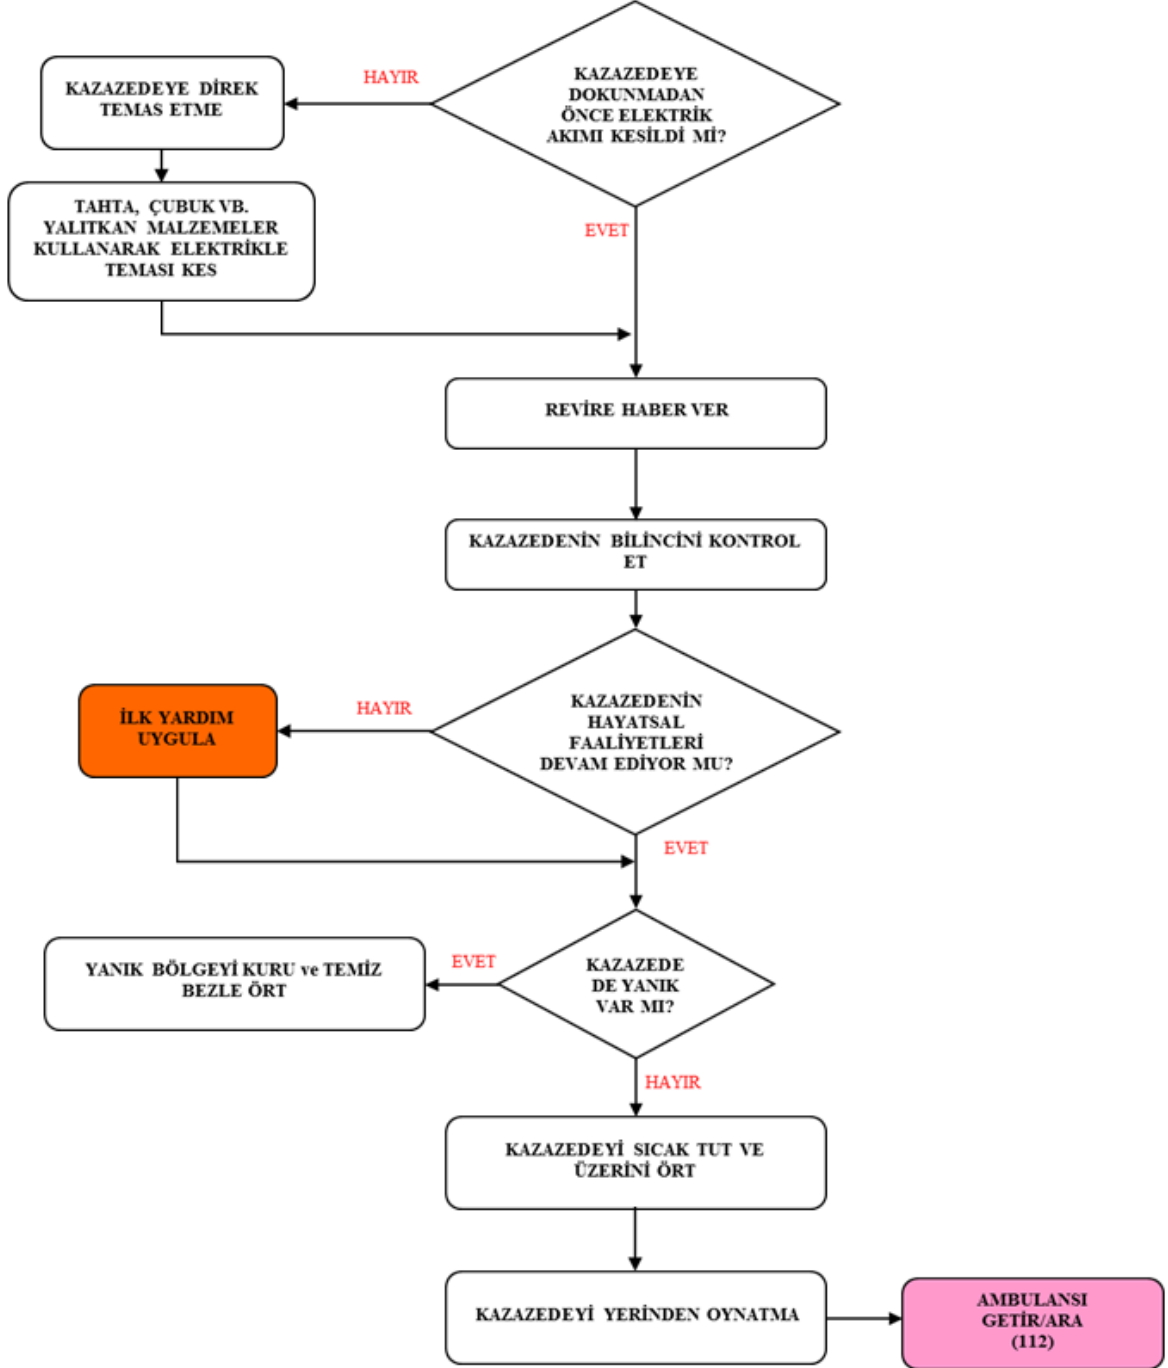 KAZAZEDEYE
DOKUNMADAN
ÖNCE ELEKTRİK
AKIMI KESİLDİ Mİ?
HAYIR
KAZAZEDEYE DİREK
TEMAS ETME
TAHTA, ÇUBUK VB.
YALITKAN MALZEMELER
KULLANARAK ELEKTRİKLE
TEMASI KES
EVET
REVİRE HABER VER
KAZAZEDENİN BİLİNCİNİ KONTROL
ET
KAZAZEDENİN
HAYATSAL
FAALİYETLERİ
DEVAM EDİYOR MU?
HAYIR
İLK YARDIM
UYGULA
EVET
KAZAZEDE
DE YANIK
VAR MI?
EVET
YANIK BÖLGEYİ KURU ve TEMİZ
BEZLE ÖRT
HAYIR
KAZAZEDEYİ SICAK TUT VE
ÜZERİNİ ÖRT
KAZAZEDEYİ YERİNDEN OYNATMA
AMBULANSI
GETİR/ARA
(112)